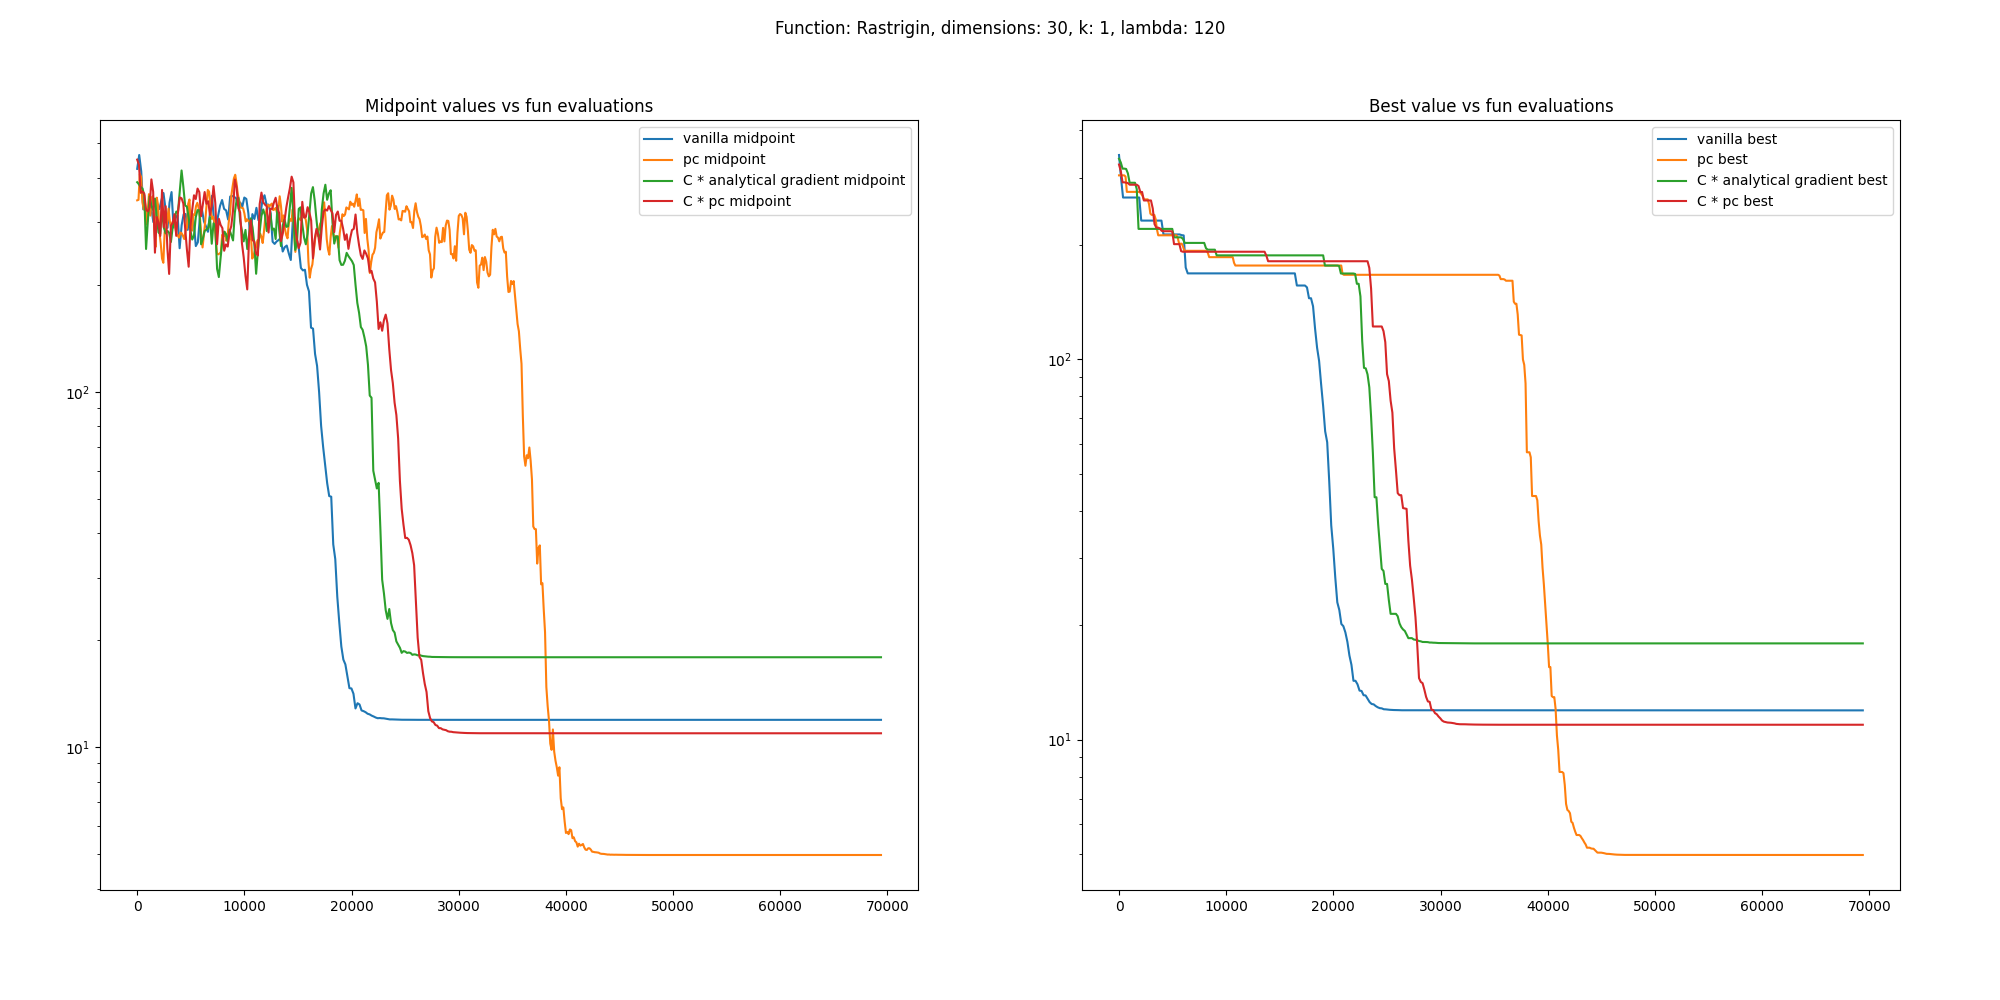 Function: Rastrigin, dimensions: 30, k: 1, lambda: 120
Midpoint values vs fun evaluations
vanilla midpoint
pc midpoint
C * analytical gradient midpoint
C * pc midpoint
10²
10¹
0 10000 20000 30000 40000 50000 60000 70000
Best value vs fun evaluations
vanilla best
pc best
C * analytical gradient best
C * pc best
10²
10¹
0 10000 20000 30000 40000 50000 60000 70000